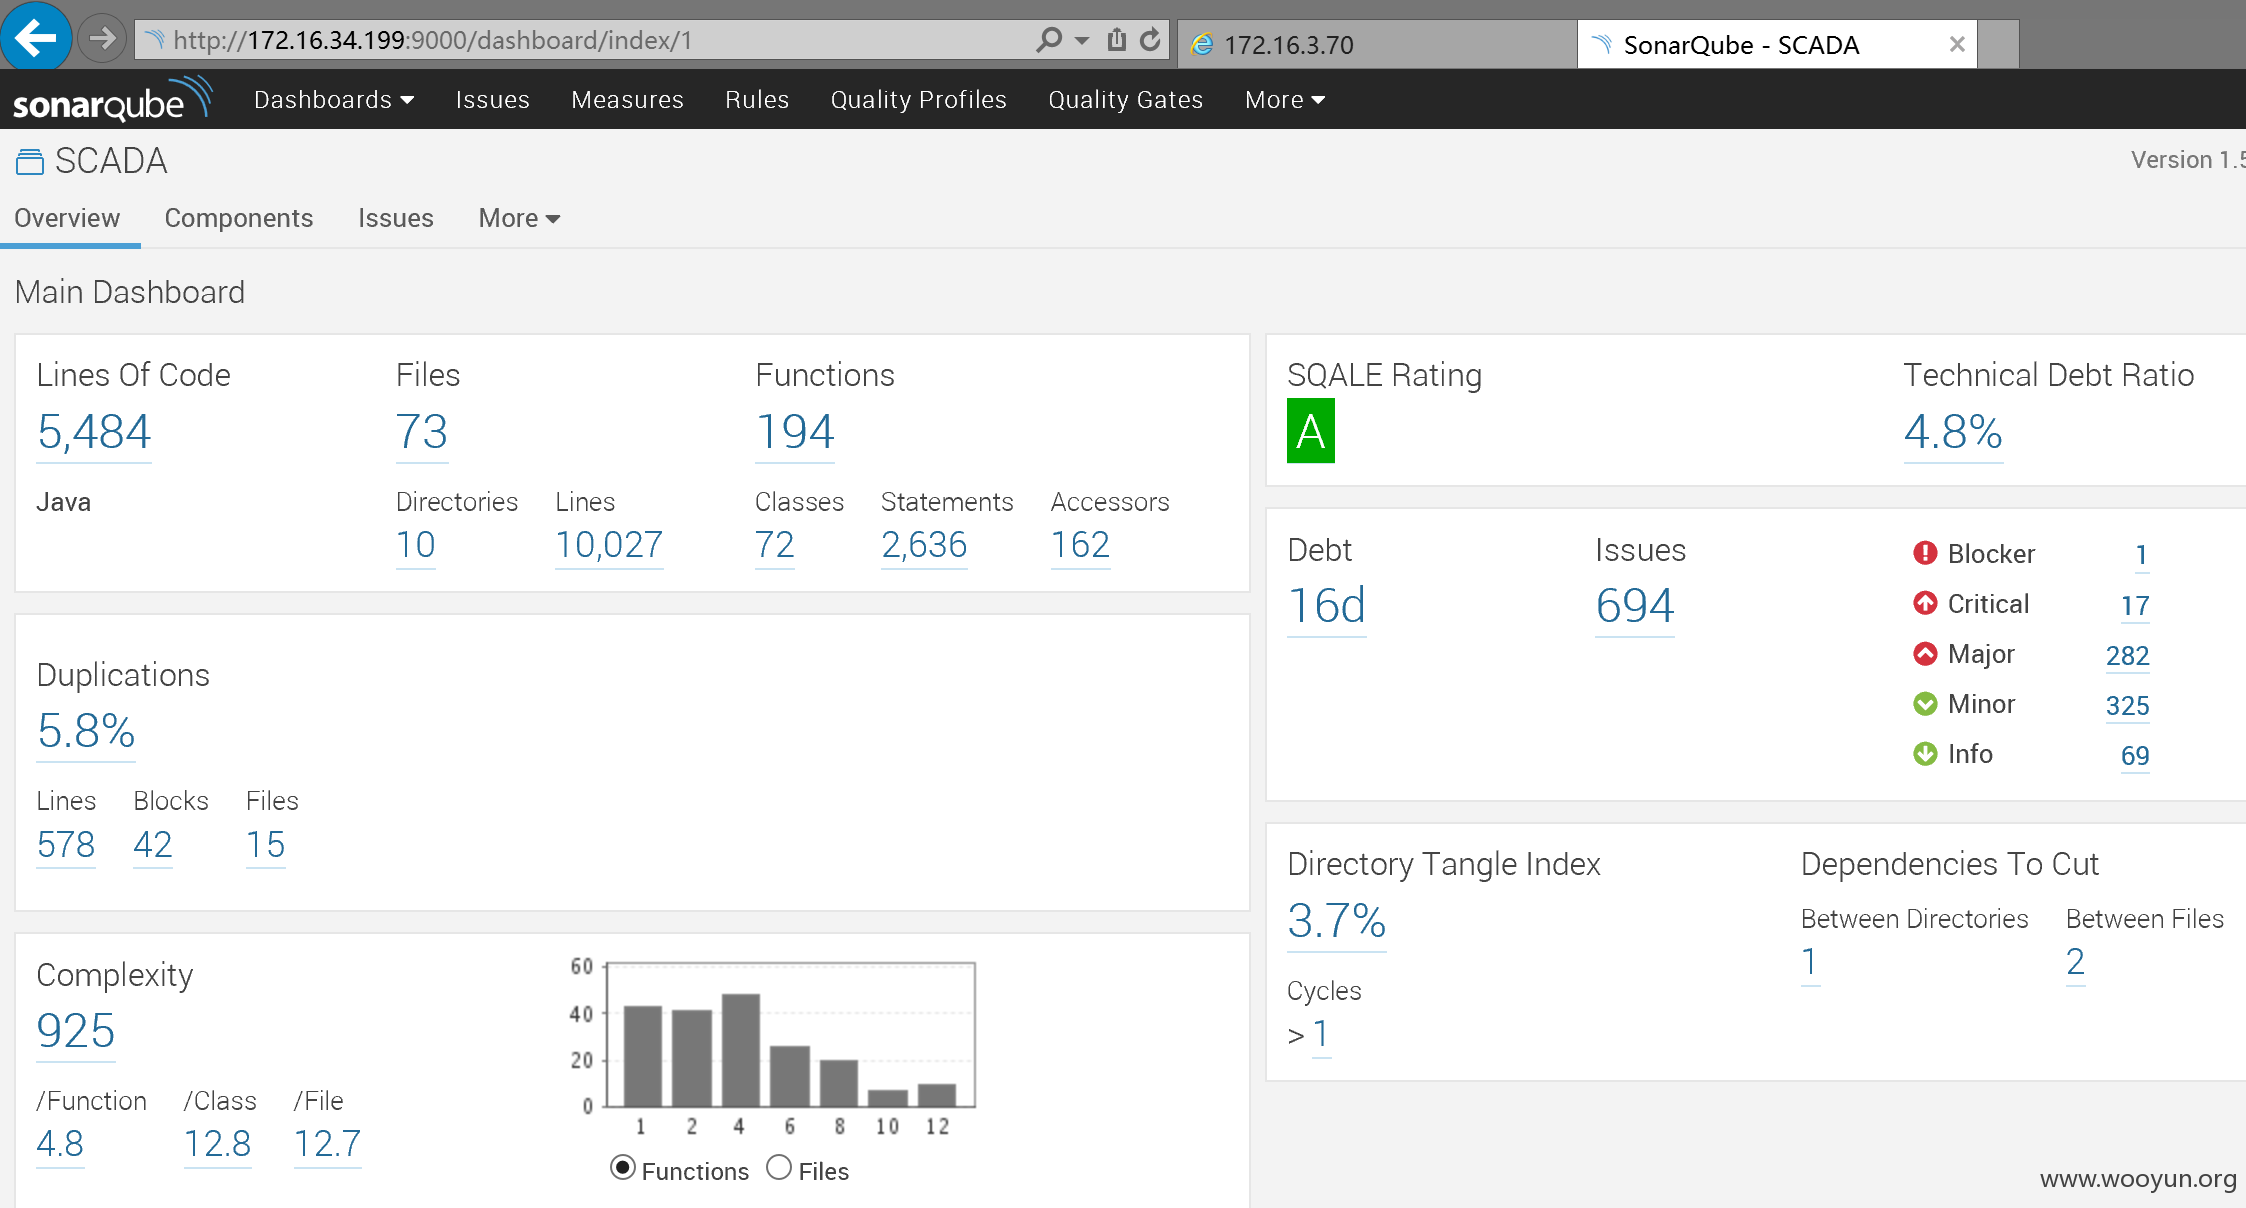 http://172.16.34.199:9000/dashboard/index/1
172.16.3.70
SonarQube - SCADA
sonarqube
Dashboards Issues Measures Rules Quality Profiles Quality Gates More
SCADA
Version 1.5
Overview Components Issues More
Main Dashboard
Lines Of Code Files Functions
5,484 73 194
Java
Directories Lines Classes Statements Accessors
10 10,027 72 2,636 162
Duplications
5.8%
Lines Blocks Files
578 42 15
Complexity
925
/Function /Class /File
4.8 12.8 12.7
60
40
20
0
1 2 4 6 8 10 12
Functions Files
SQALE Rating Technical Debt Ratio
A 4.8%
Debt Issues
16d 694
Blocker 1
Critical 17
Major 282
Minor 325
Info 69
Directory Tangle Index Dependencies To Cut
3.7%
Between Directories Between Files
1 2
Cycles
> 1
www.wooyun.org